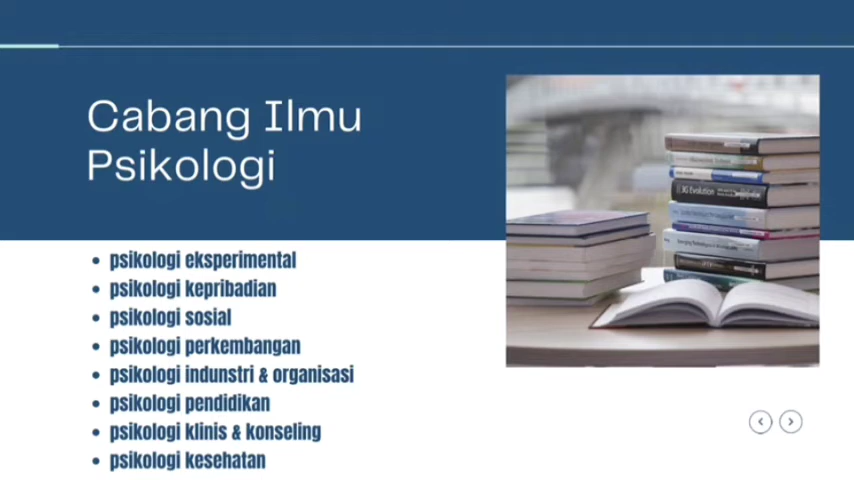 Cabang Ilmu
Psikologi
• psikologi eksperimental
• psikologi kepribadian
• psikologi sosial
• psikologi perkembangan
• psikologi indunstri & organisasi
• psikologi pendidikan
• psikologi klinis & konseling
• psikologi kesehatan
Evolution